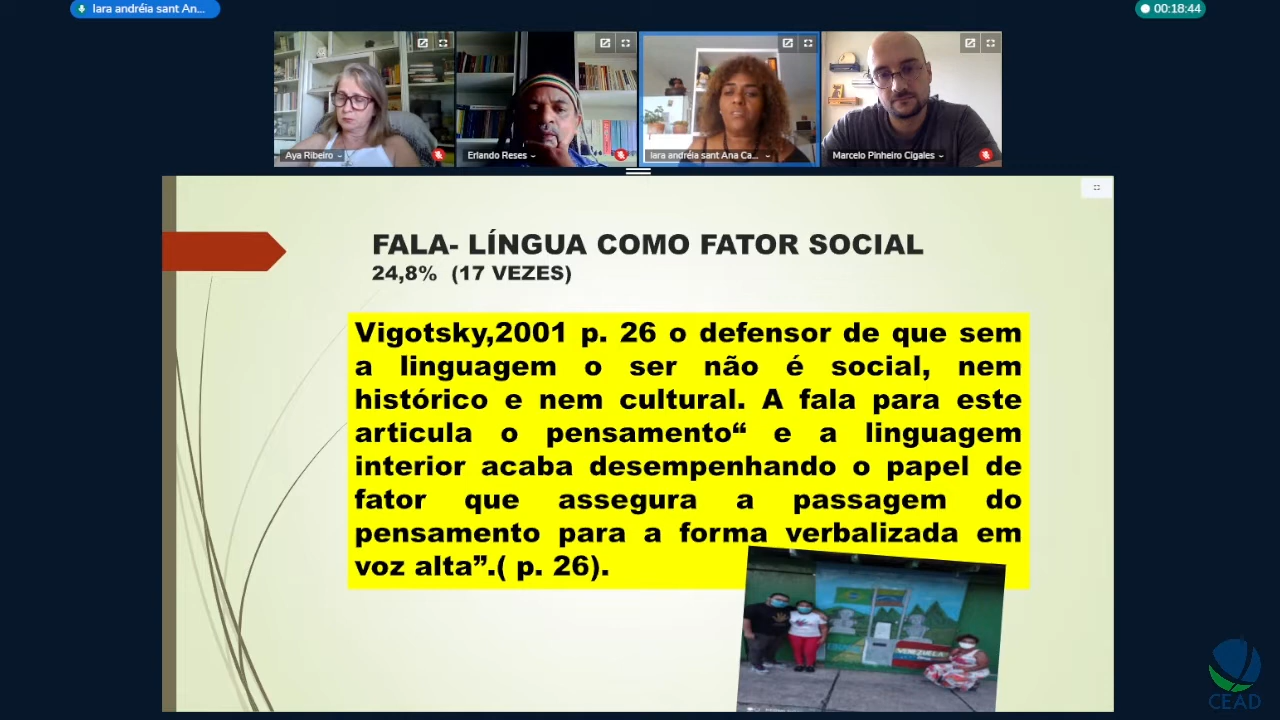 Iara andréia sant An...
00:18:44
Aya Ribeiro
Erlando Reses
Iara andréia sant Ana Ca...
Marcelo Pinheiro Cigales
FALA- LÍNGUA COMO FATOR SOCIAL
24,8% (17 VEZES)
Vigotsky,2001 p. 26 o defensor de que sem
a linguagem o ser não é social, nem
histórico e nem cultural. A fala para este
articula o pensamento“ e a linguagem
interior acaba desempenhando o papel de
fator que assegura a passagem do
pensamento para a forma verbalizada em
voz alta”.( p. 26).
VENEZUELA
CEAD